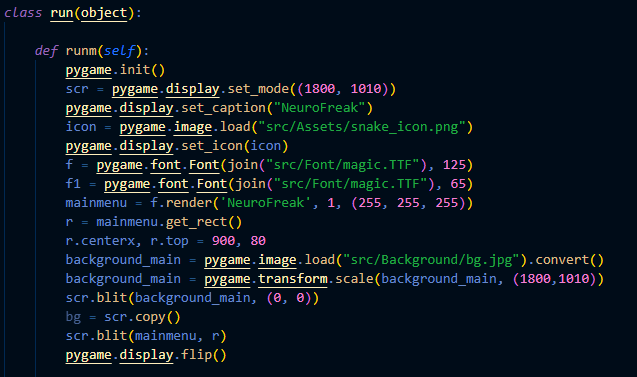 class run(object):
def runm(self):
pygame.init()
scr = pygame.display.set_mode((1800, 1010))
pygame.display.set_caption("NeuroFreak")
icon = pygame.image.load("src/Assets/snake_icon.png")
pygame.display.set_icon(icon)
f = pygame.font.Font(join("src/Font/magic.TTF"), 125)
f1 = pygame.font.Font(join("src/Font/magic.TTF"), 65)
mainmenu = f.render('NeuroFreak', 1, (255, 255, 255))
r = mainmenu.get_rect()
r.centerx, r.top = 900, 80
background_main = pygame.image.load("src/Background/bg.jpg").convert()
background_main = pygame.transform.scale(background_main, (1800,1010))
scr.blit(background_main, (0, 0))
bg = scr.copy()
scr.blit(mainmenu, r)
pygame.display.flip()